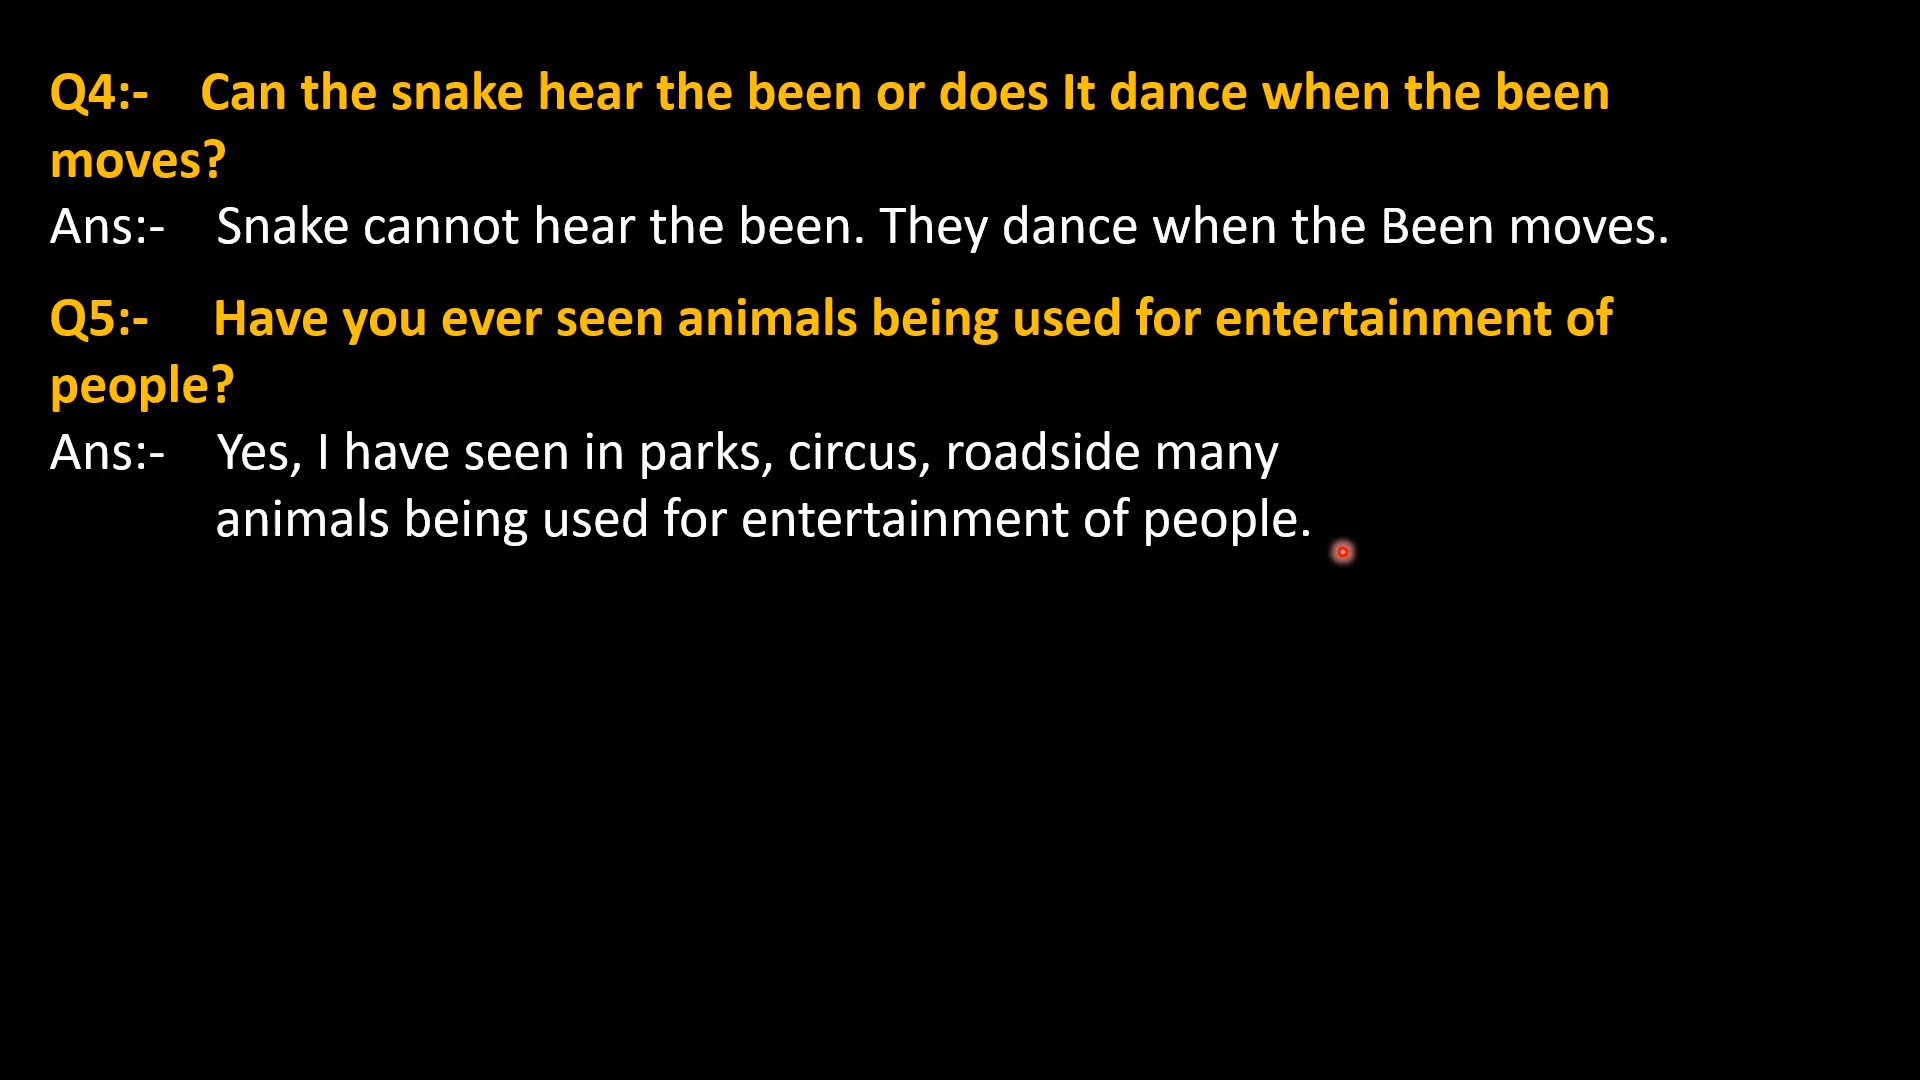 Q4:- Can the snake hear the been or does It dance when the been
moves?
Ans:- Snake cannot hear the been. They dance when the Been moves.
Q5:- Have you ever seen animals being used for entertainment of
people?
Ans:- Yes, I have seen in parks, circus, roadside many
animals being used for entertainment of people.